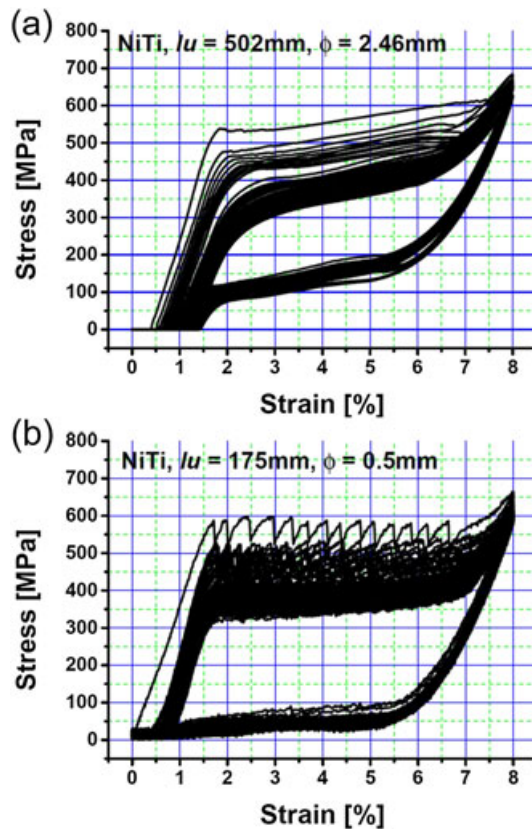 (a)
NiTi, lu = 502mm, ϕ = 2.46mm
800
700
600
500
400
300
200
100
0
Stress [MPa]
0 1 2 3 4 5 6 7 8
Strain [%]
(b)
NiTi, lu = 175mm, ϕ = 0.5mm
800
700
600
500
400
300
200
100
0
Stress [MPa]
0 1 2 3 4 5 6 7 8
Strain [%]